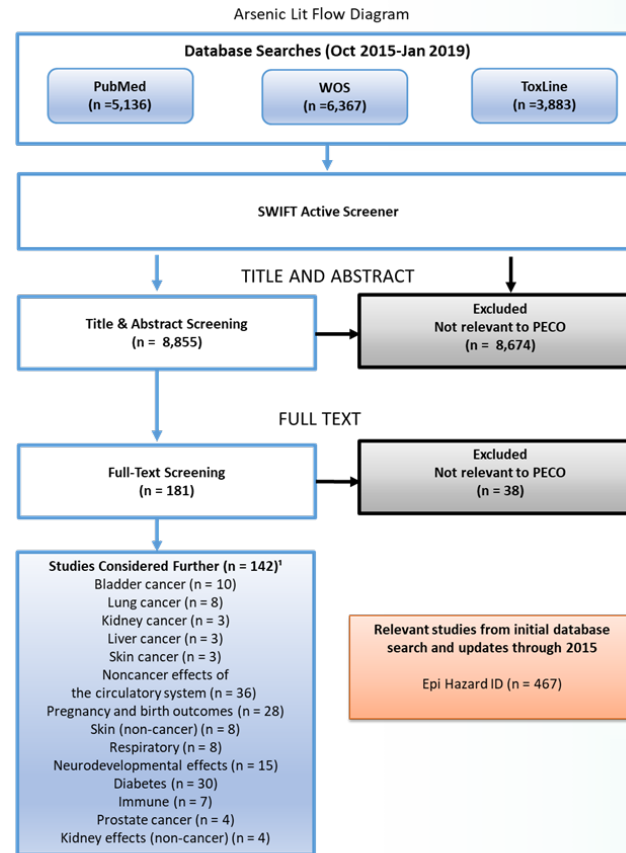 Arsenic Lit Flow Diagram
Database Searches (Oct 2015-Jan 2019)
PubMed
(n =5,136)
WOS
(n =6,367)
ToxLine
(n =3,883)
SWIFT Active Screener
TITLE AND ABSTRACT
Title & Abstract Screening
(n = 8,855)
Excluded
Not relevant to PECO
(n = 8,674)
FULL TEXT
Full-Text Screening
(n = 181)
Excluded
Not relevant to PECO
(n = 38)
Studies Considered Further (n = 142)¹
Bladder cancer (n = 10)
Lung cancer (n = 8)
Kidney cancer (n = 3)
Liver cancer (n = 3)
Skin cancer (n = 3)
Noncancer effects of
the circulatory system (n = 36)
Pregnancy and birth outcomes (n = 28)
Skin (non-cancer) (n = 8)
Respiratory (n = 8)
Neurodevelopmental effects (n = 15)
Diabetes (n = 30)
Immune (n = 7)
Prostate cancer (n = 4)
Kidney effects (non-cancer) (n = 4)
Relevant studies from initial database
search and updates through 2015
Epi Hazard ID (n = 467)